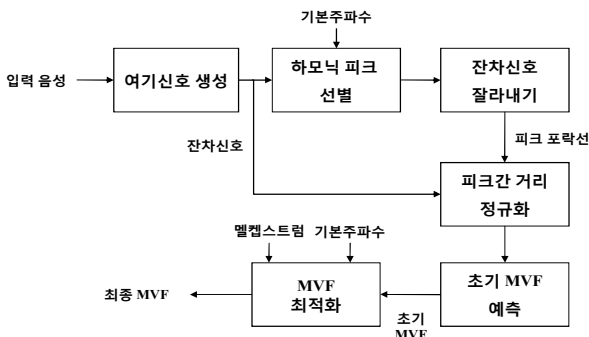 기본주파수
입력 음성
여기신호 생성
하모닉 피크
선별
잔차신호
잘라내기
잔차신호
피크 포락선
피크간 거리
정규화
멜켑스트럼
기본주파수
최종 MVF
MVF
최적화
초기
MVF
초기 MVF
예측